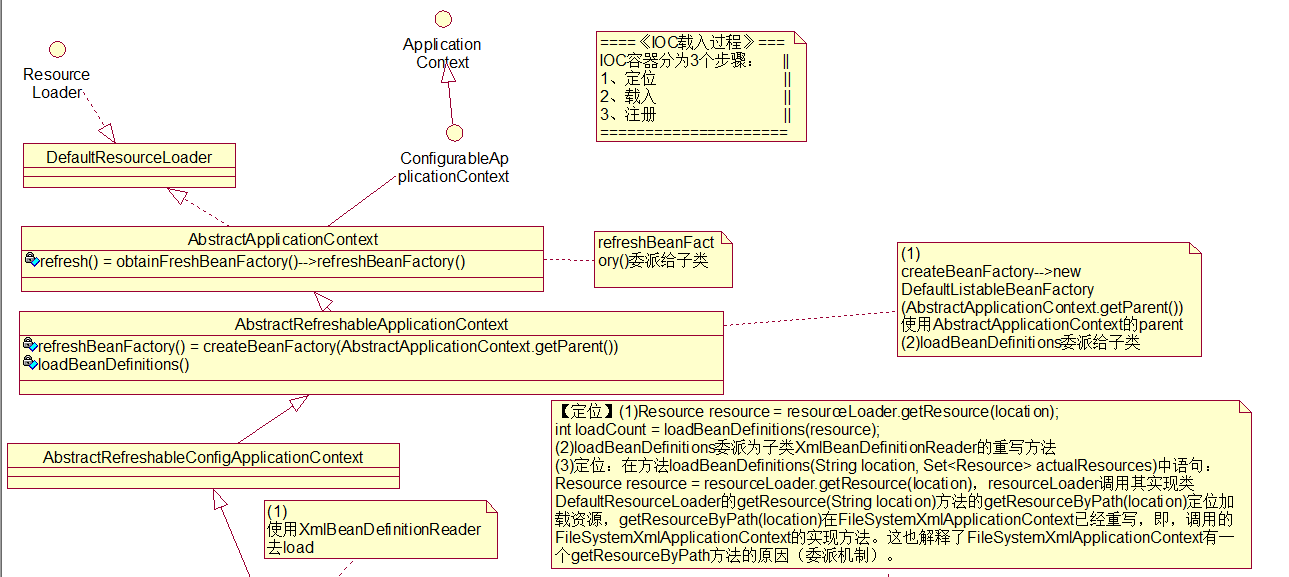 Application
Context
Resource
Loader
ConfigurableAp
plicationContext
====《IOC载入过程》===
IOC容器分为3个步骤： ||
1、定位 ||
2、载入 ||
3、注册 ||
=====================
DefaultResourceLoader
AbstractApplicationContext
refresh() = obtainFreshBeanFactory()-->refreshBeanFactory()
refreshBeanFact
ory()委派给子类
(1)
createBeanFactory-->new
DefaultListableBeanFactory
(AbstractApplicationContext.getParent())
使用AbstractApplicationContext的parent
(2)loadBeanDefinitions委派给子类
AbstractRefreshableApplicationContext
refreshBeanFactory() = createBeanFactory(AbstractApplicationContext.getParent())
loadBeanDefinitions()
AbstractRefreshableConfigApplicationContext
【定位】(1)Resource resource = resourceLoader.getResource(location);
int loadCount = loadBeanDefinitions(resource);
(2)loadBeanDefinitions委派为子类XmlBeanDefinitionReader的重写方法
(3)定位：在方法loadBeanDefinitions(String location, Set<Resource> actualResources)中语句：
Resource resource = resourceLoader.getResource(location)，resourceLoader调用其实现类
DefaultResourceLoader的getResource(String location)方法的getResourceByPath(location)定位加
载资源，getResourceByPath(location)在FileSystemXmlApplicationContext已经重写，即，调用的
FileSystemXmlApplicationContext的实现方法。这也解释了FileSystemXmlApplicationContext有一
个getResourceByPath方法的原因（委派机制）。
(1)
使用XmlBeanDefinitionReader
去load